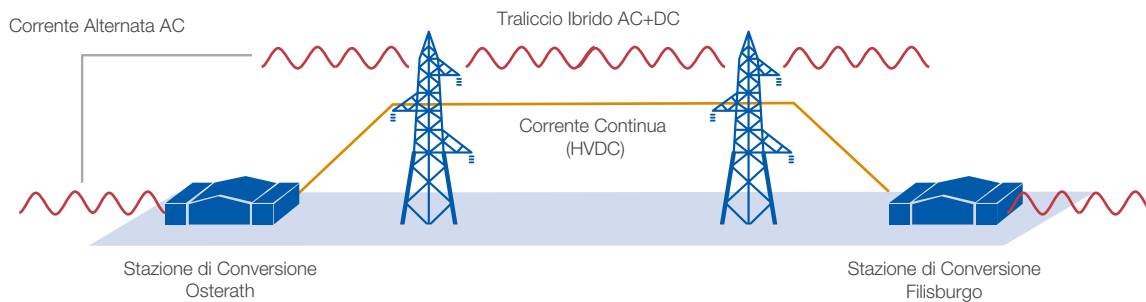 Corrente Alternata AC
Traliccio Ibrido AC+DC
Corrente Continua
(HVDC)
Stazione di Conversione
Osterath
Stazione di Conversione
Filisburgo